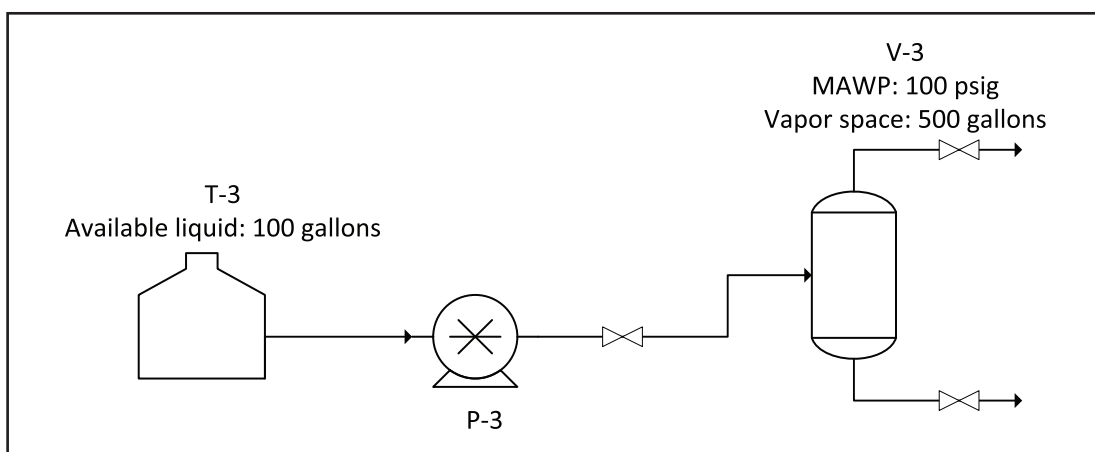 V-3
MAWP: 100 psig
Vapor space: 500 gallons
T-3
Available liquid: 100 gallons
P-3